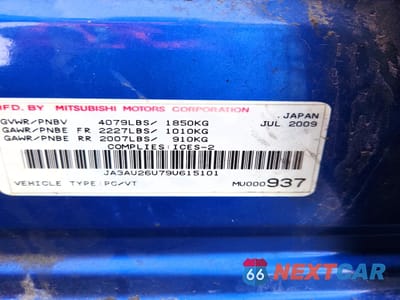 MFD. BY MITSUBISHI MOTORS CORPORATION
JAPAN
GVWR/PNBV 4079LBS/ 1850KG JUL 2009
GAWR/PNBE FR 2227LBS/ 1010KG
GAWR/PNBE RR 2007LBS/ 910KG
COMPLIES:ICES-2
JA3AU26U79U615101
VEHICLE TYPE:PC/VT MU000937
66 NEXTCAR